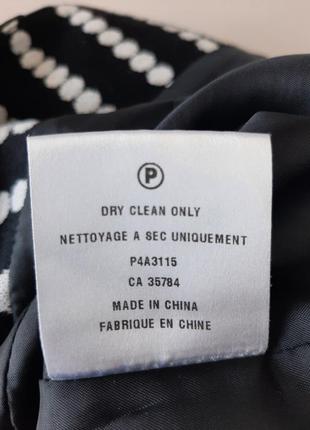 P
DRY CLEAN ONLY
NETTOYAGE A SEC UNIQUEMENT
P4A3115
CA 35784
MADE IN CHINA
FABRIQUE EN CHINE